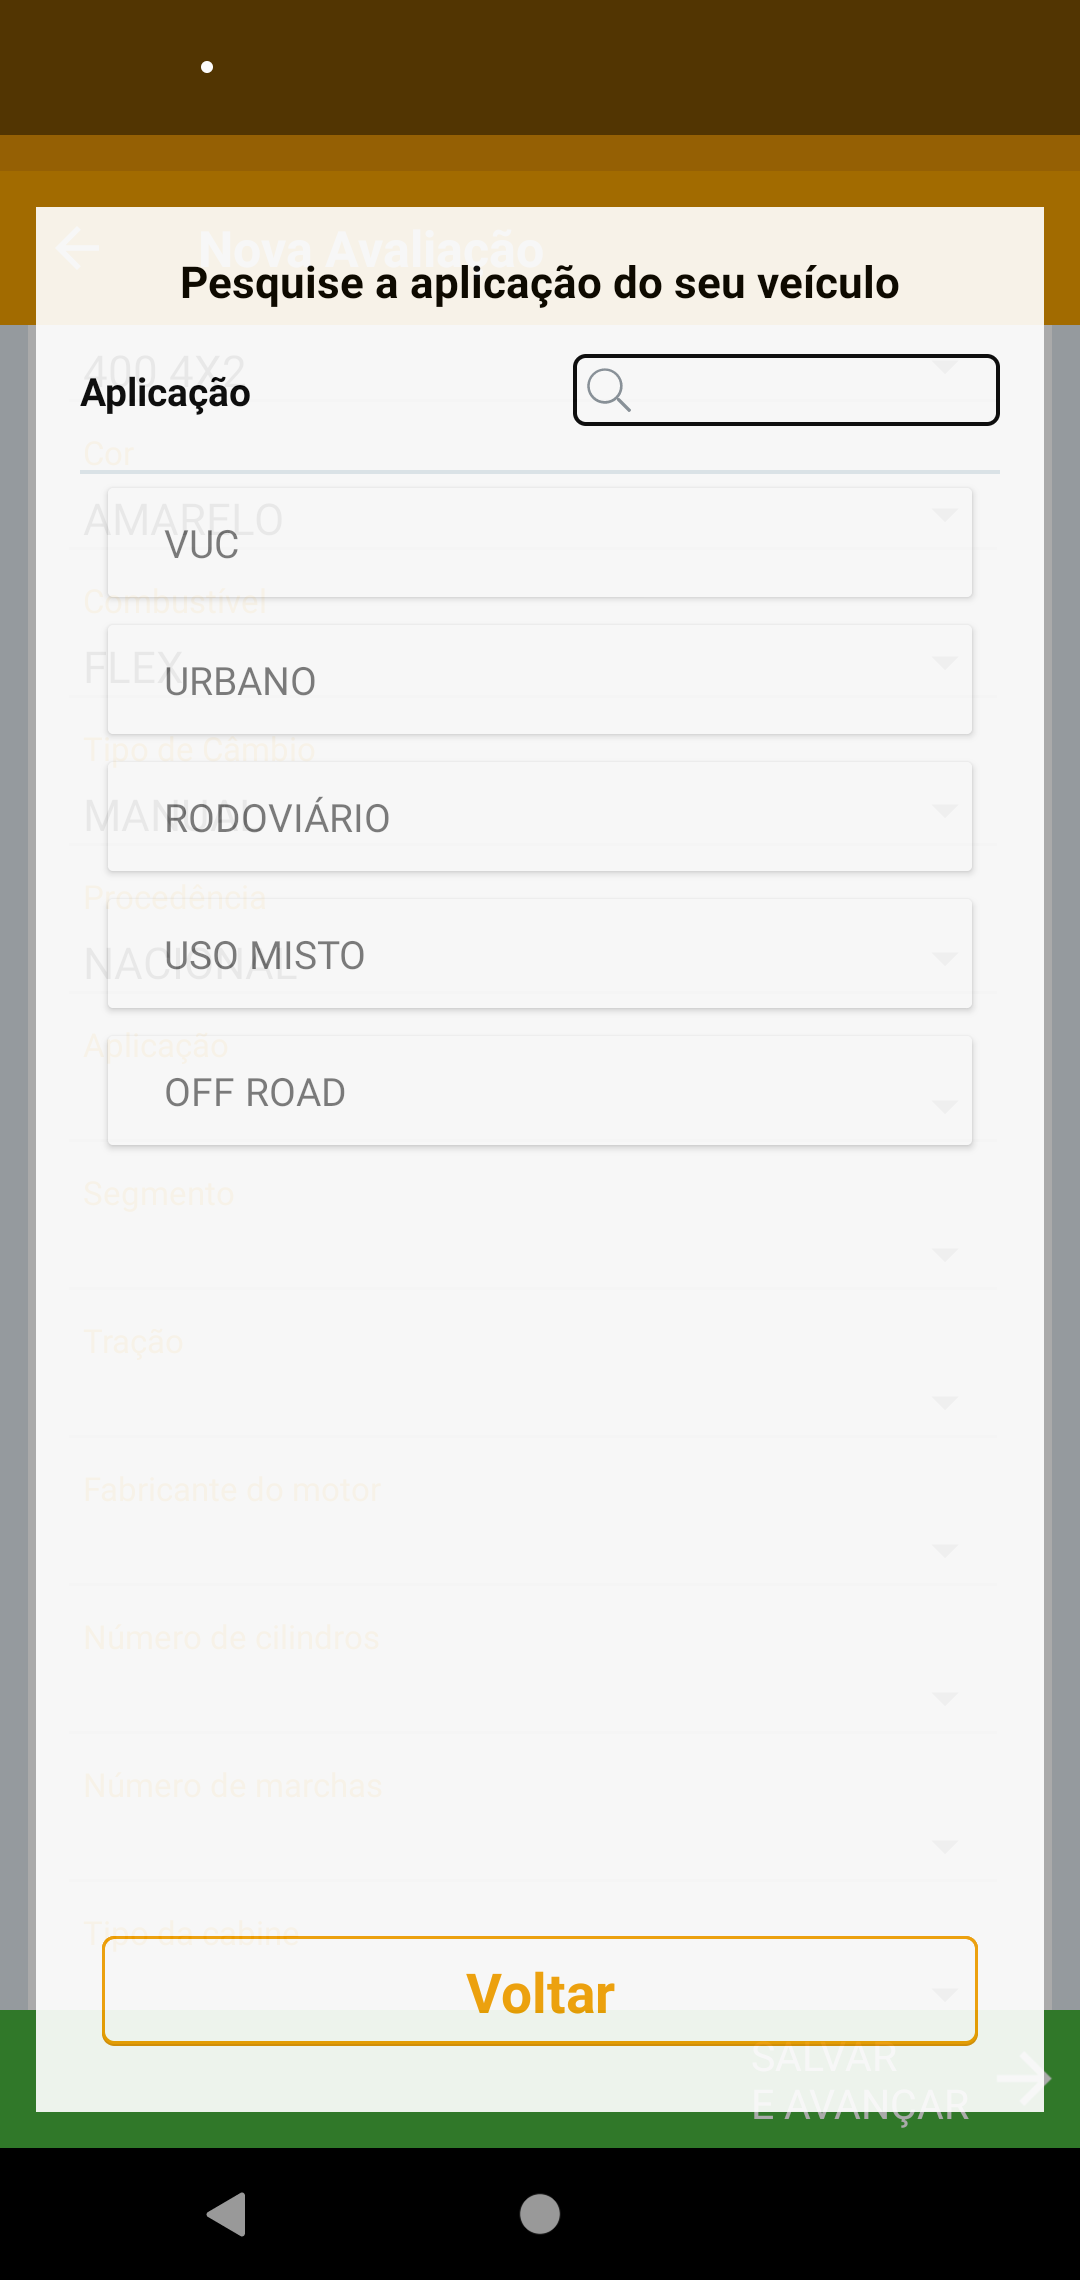 Nova Avaliação
Pesquise a aplicação do seu veículo
400 4X2
Aplicação
Cor
AMARELO
VUC
Combustível
FLEX
URBANO
Tipo de Câmbio
MANUAL
RODOVIÁRIO
Procedência
NACIONAL
USO MISTO
Aplicação
OFF ROAD
Segmento
Tração
Fabricante do motor
Número de cilindros
Número de marchas
Tipo da cabine
Voltar
SALVAR
E AVANÇAR